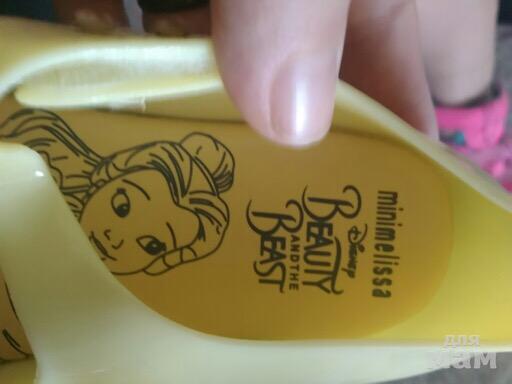 minimelissa
Disney
BEAUTY
AND THE
BEAST
для
мам